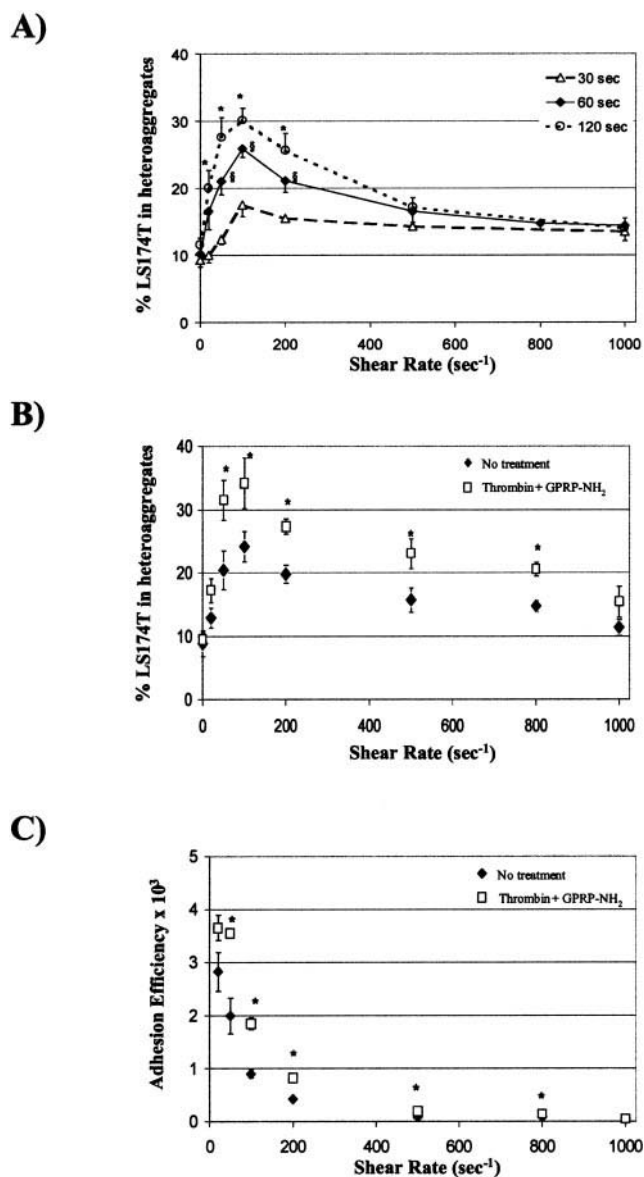 A)
40
30
20
10
0
% LS174T in heteroaggregates
30 sec
60 sec
120 sec
*
*
*
*
§
§
§
0 200 400 600 800 1000
Shear Rate (sec⁻¹)
B)
40
30
20
10
0
% LS174T in heteroaggregates
No treatment
Thrombin + GPRP-NH₂
*
*
*
*
*
0 200 400 600 800 1000
Shear Rate (sec⁻¹)
C)
5
4
3
2
1
0
Adhesion Efficiency x 10³
No treatment
Thrombin + GPRP-NH₂
*
*
*
*
*
0 200 400 600 800 1000
Shear Rate (sec⁻¹)